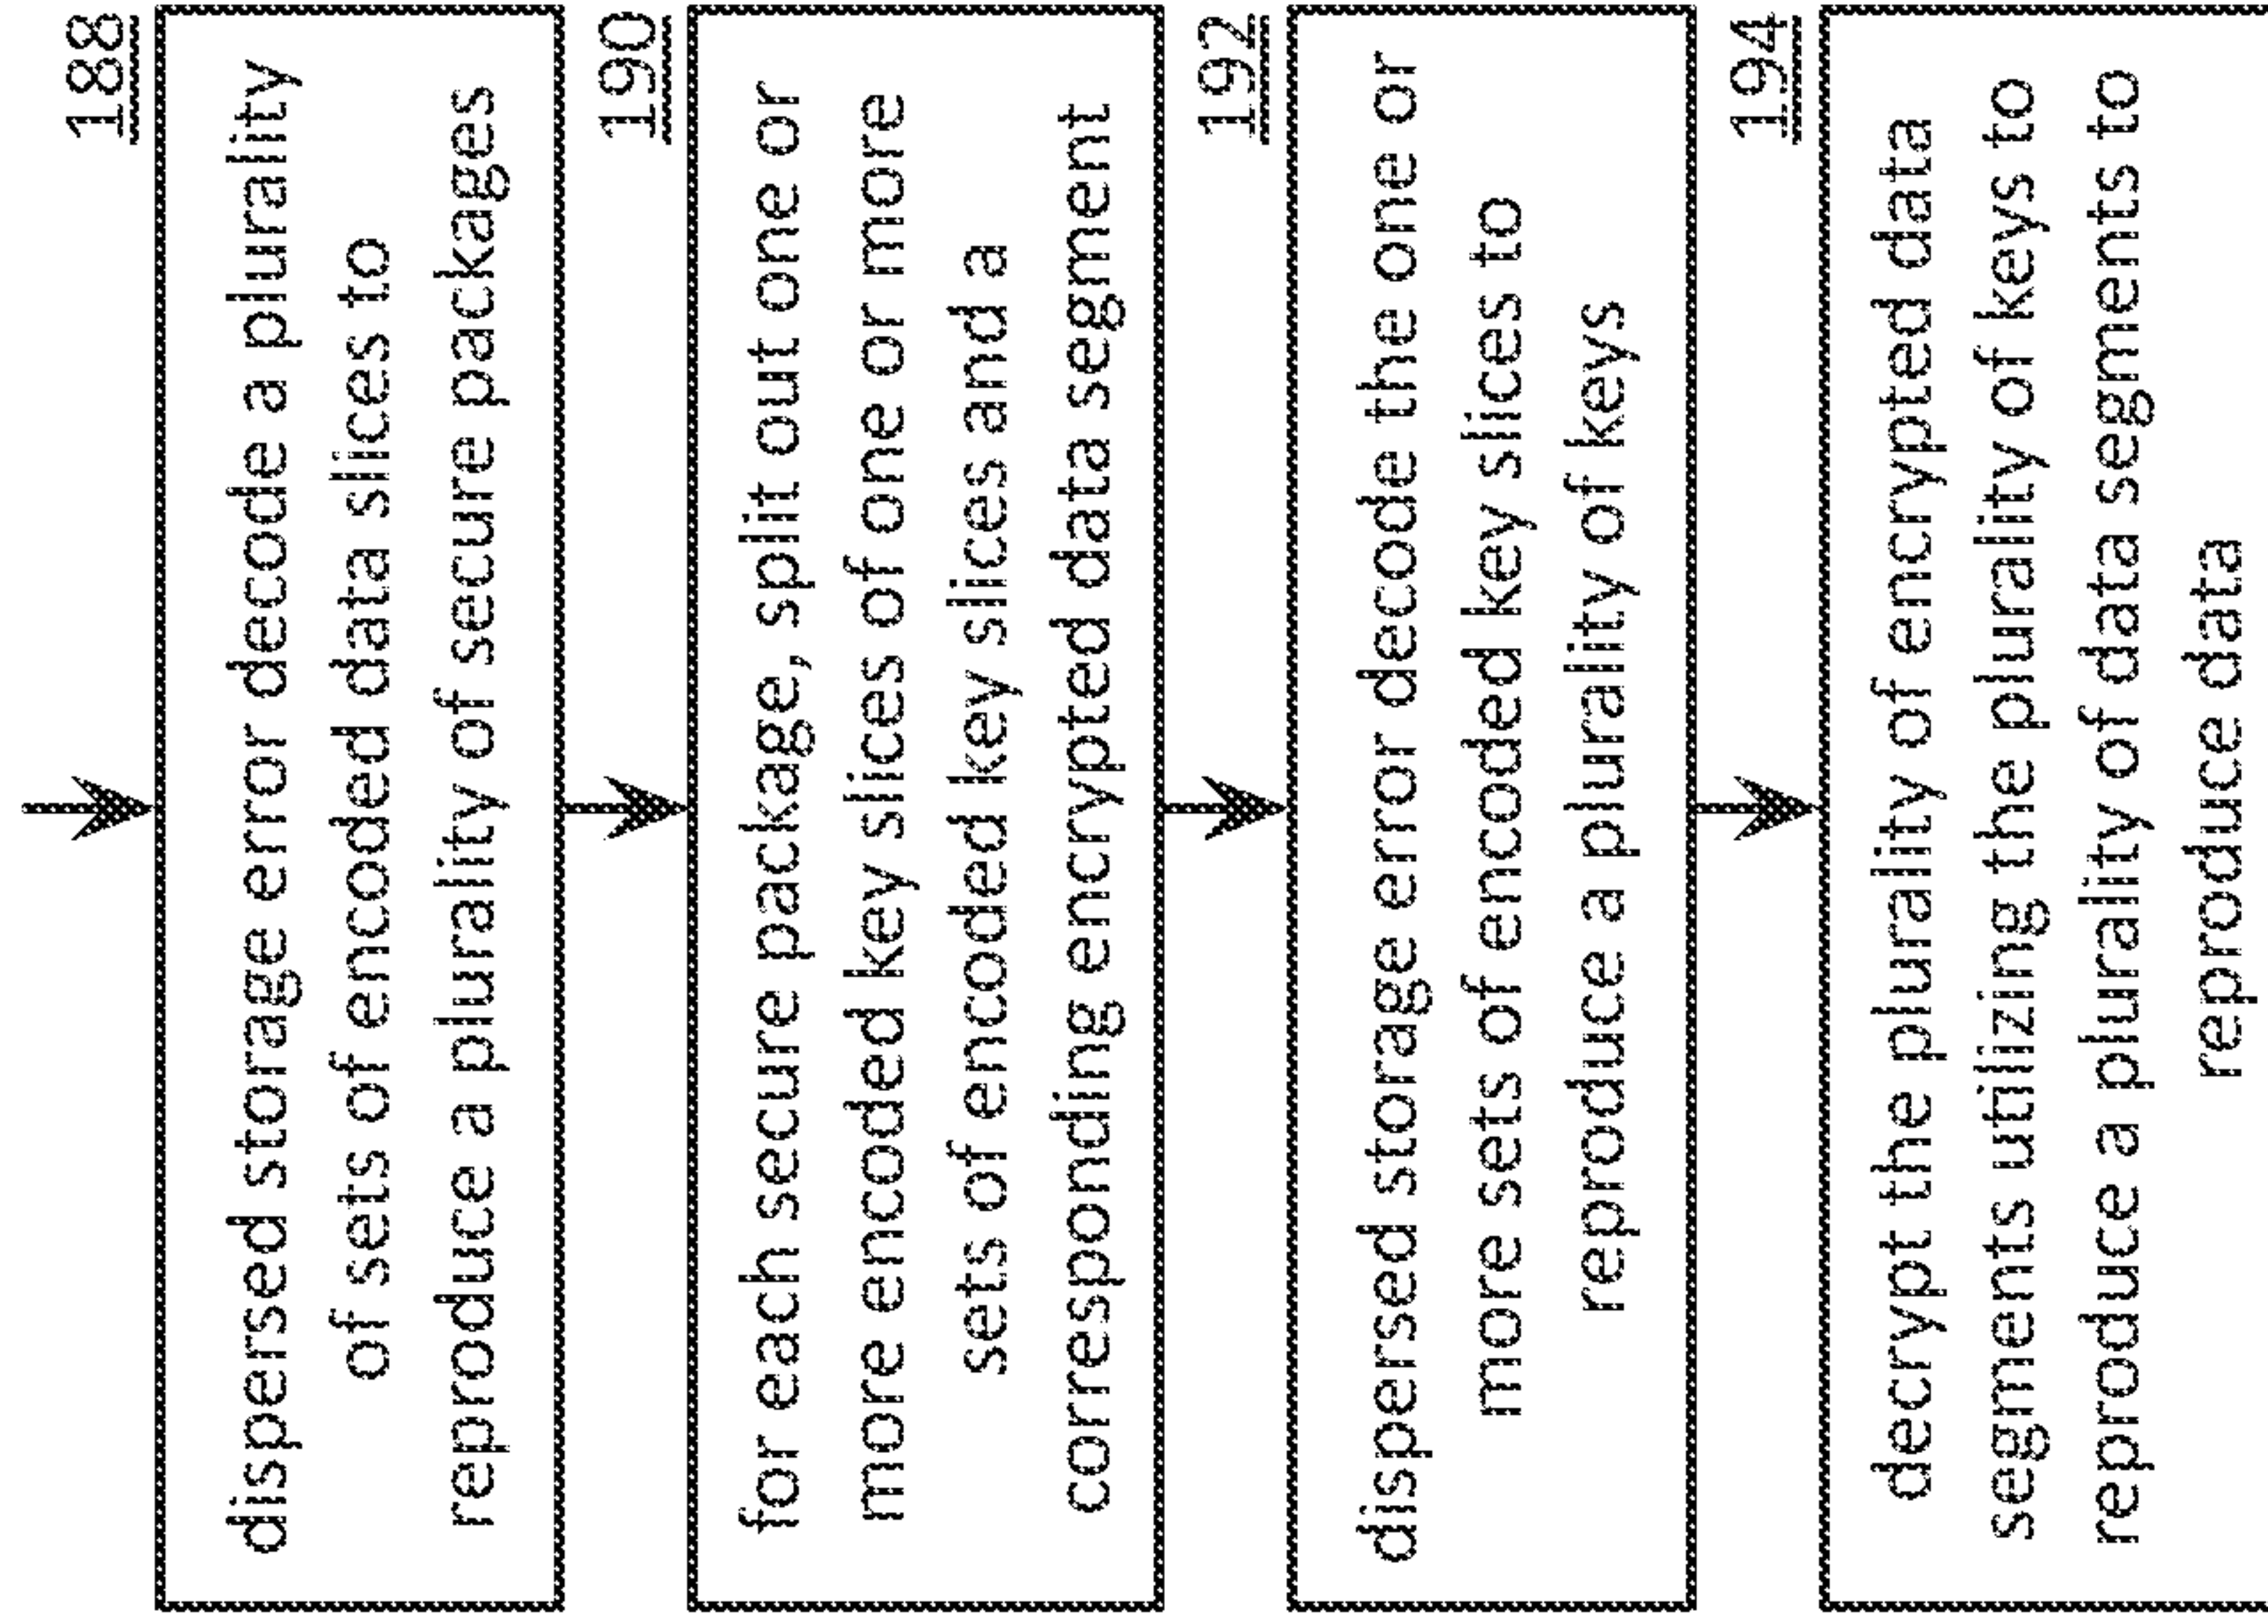 188
dispersed storage error decode a plurality
of sets of encoded data slices to
reproduce a plurality of secure packages
190
for each secure package, split out one or
more encoded key slices of one or more
sets of encoded key slices and a
corresponding encrypted data segment
192
dispersed storage error decode the one or
more sets of encoded key slices to
reproduce a plurality of keys
194
decrypt the plurality of encrypted data
segments utilizing the plurality of keys to
reproduce a plurality of data segments to
reproduce data